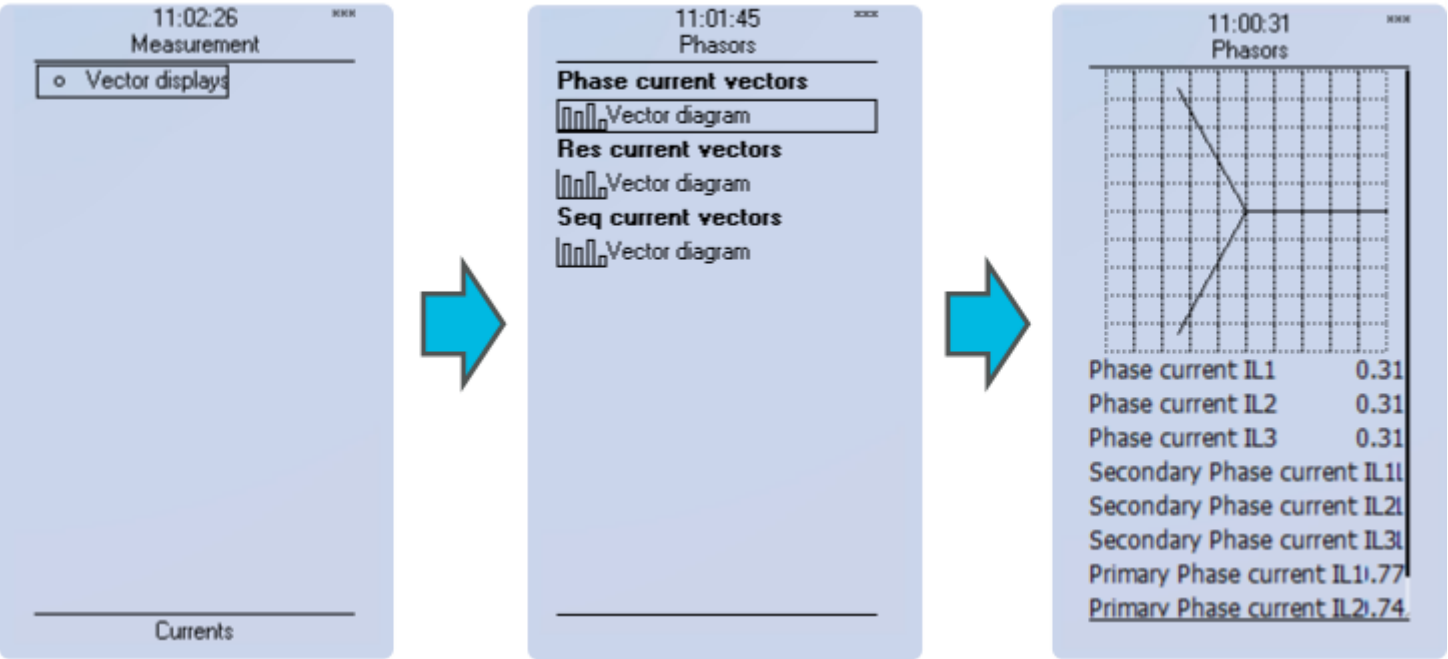 11:02:26
Measurement
Vector displays
Currents
11:01:45
Phasors
Phase current vectors
Vector diagram
Res current vectors
Vector diagram
Seq current vectors
Vector diagram
11:00:31
Phasors
Phase current IL1 0.31
Phase current IL2 0.31
Phase current IL3 0.31
Secondary Phase current IL1
Secondary Phase current IL2
Secondary Phase current IL3
Primary Phase current IL1 .77
Primary Phase current IL2 .74